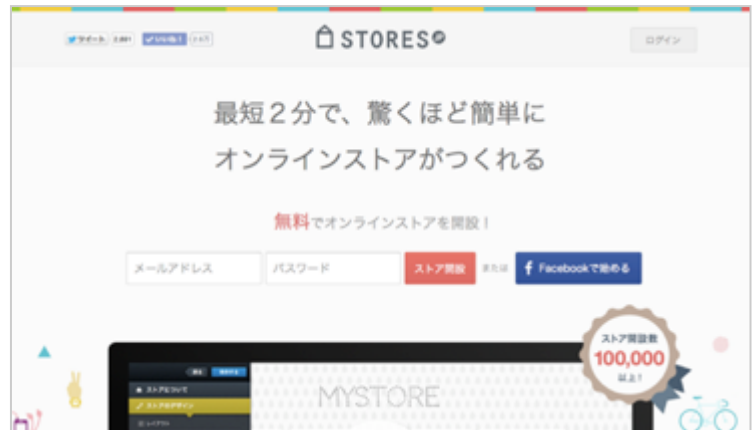 ツイート
いいね!
STORES
ログイン
最短２分で、驚くほど簡単に
オンラインストアがつくれる
無料でオンラインストアを開設！
メールアドレス
パスワード
ストア開設
または
f Facebookで始める
ストア開設数
100,000
以上！
ストアについて
ストアのデザイン
レイアウト
MYSTORE